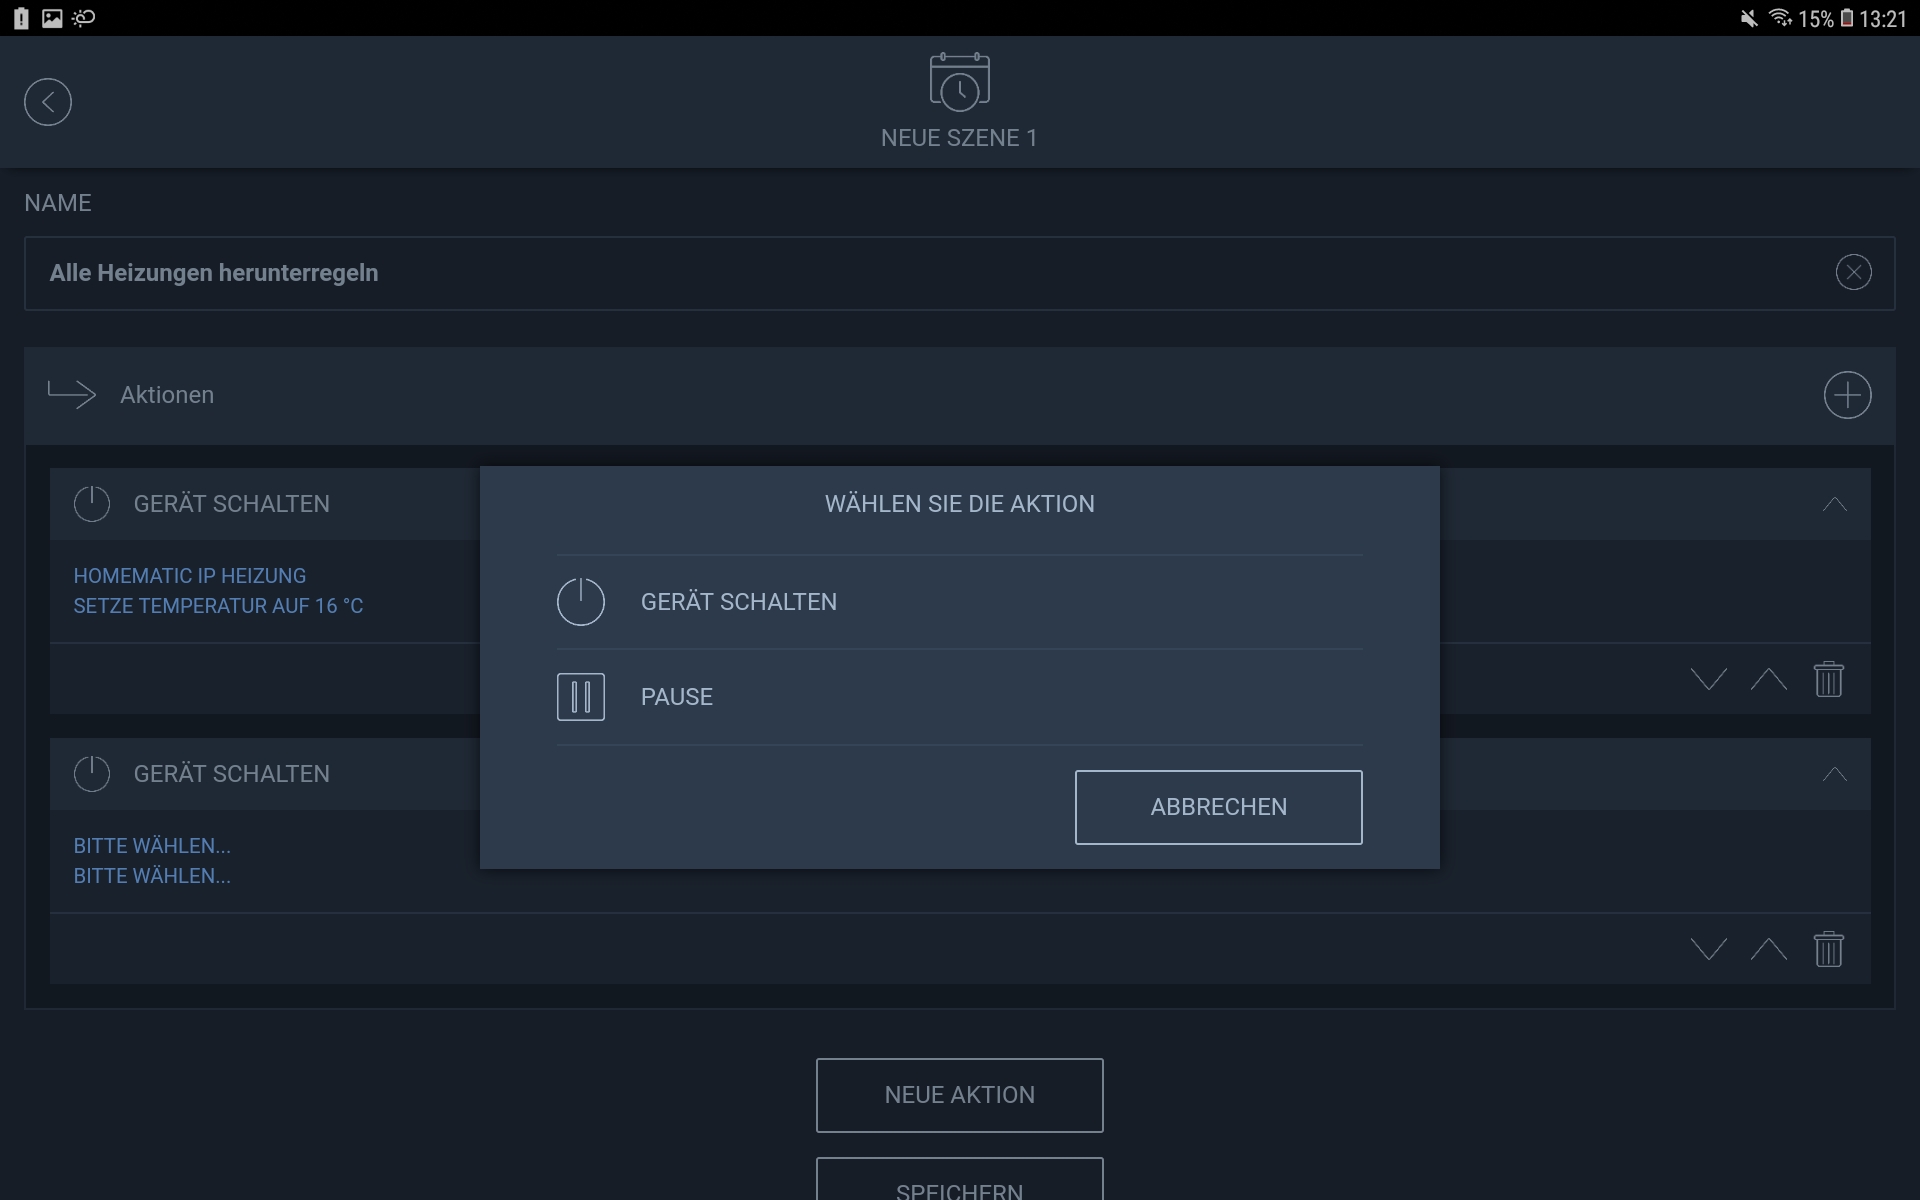 15% 13:21
NEUE SZENE 1
NAME
Alle Heizungen herunterregeln
Aktionen
GERÄT SCHALTEN
HOMEMATIC IP HEIZUNG
SETZE TEMPERATUR AUF 16 °C
WÄHLEN SIE DIE AKTION
GERÄT SCHALTEN
PAUSE
ABBRECHEN
GERÄT SCHALTEN
BITTE WÄHLEN...
BITTE WÄHLEN...
NEUE AKTION
SPEICHERN